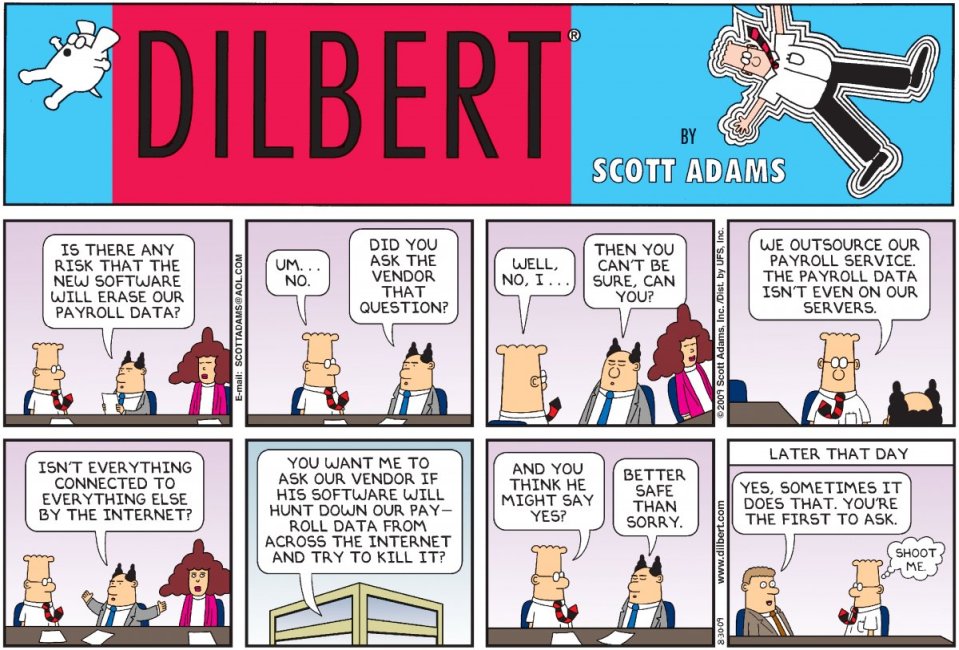 DILBERT®
BY
SCOTT ADAMS
IS THERE ANY
RISK THAT THE
NEW SOFTWARE
WILL ERASE OUR
PAYROLL DATA?
E-mail: SCOTTADAMS@AOL.COM
UM...
NO.
DID YOU
ASK THE
VENDOR
THAT
QUESTION?
WELL,
NO, I...
THEN YOU
CAN'T BE
SURE, CAN
YOU?
©2009 Scott Adams, Inc./Dist. by UFS, Inc.
WE OUTSOURCE OUR
PAYROLL SERVICE.
THE PAYROLL DATA
ISN'T EVEN ON OUR
SERVERS.
ISN'T EVERYTHING
CONNECTED TO
EVERYTHING ELSE
BY THE INTERNET?
YOU WANT ME TO
ASK OUR VENDOR IF
HIS SOFTWARE WILL
HUNT DOWN OUR PAY-
ROLL DATA FROM
ACROSS THE INTERNET
AND TRY TO KILL IT?
AND YOU
THINK HE
MIGHT SAY
YES?
BETTER
SAFE
THAN
SORRY.
www.dilbert.com
8-30-09
LATER THAT DAY
YES, SOMETIMES IT
DOES THAT. YOU'RE
THE FIRST TO ASK.
SHOOT
ME.